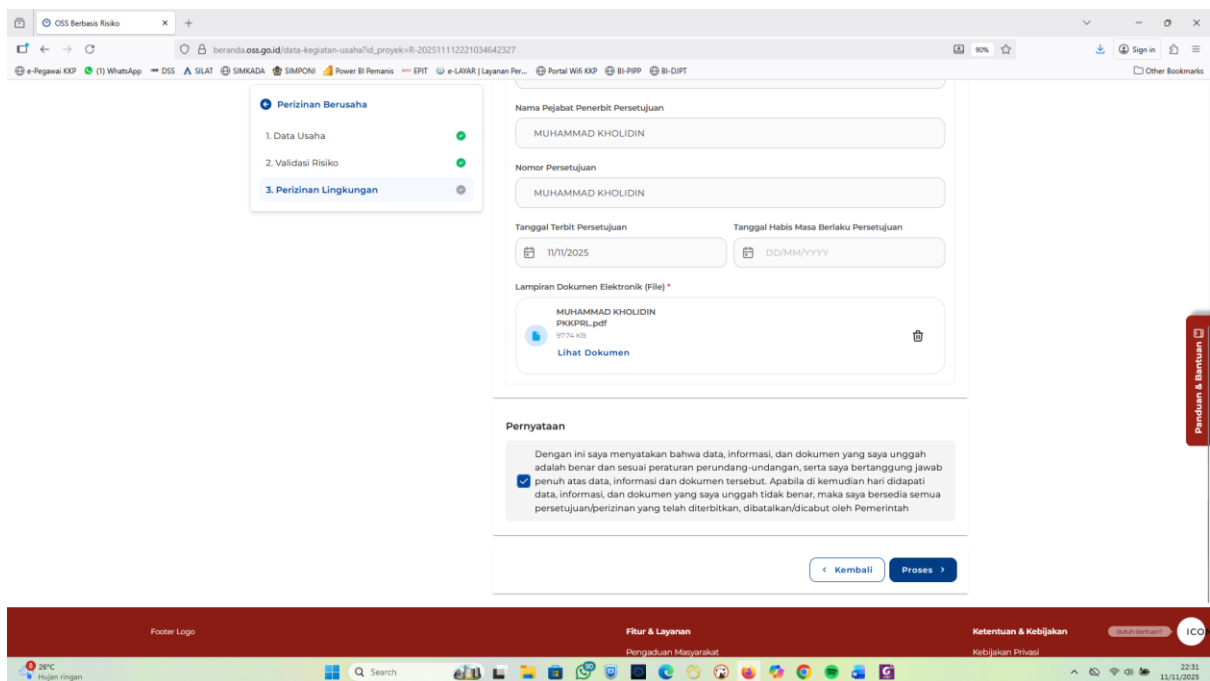 OSS Berbasis Risiko
beranda.oss.go.id/data-kegiatan-usaha?id_proyek=R-202511112221034642327
90%
Sign in
e-Pegawai KKP
(1) WhatsApp
DSS
SILAT
SIMKADA
SIMPONI
Power BI Pemanis
EPIT
e-LAYAR | Layanan Per...
Portal Wifi KKP
BI-PIPP
BI-DJPT
Other Bookmarks
Perizinan Berusaha
1. Data Usaha
2. Validasi Risiko
3. Perizinan Lingkungan
Nama Pejabat Penerbit Persetujuan
MUHAMMAD KHOLIDIN
Nomor Persetujuan
MUHAMMAD KHOLIDIN
Tanggal Terbit Persetujuan
Tanggal Habis Masa Berlaku Persetujuan
11/11/2025
DD/MM/YYYY
Lampiran Dokumen Elektronik (File) *
MUHAMMAD KHOLIDIN
PKKPRL.pdf
97.74 KB
Lihat Dokumen
Panduan & Bantuan
Pernyataan
Dengan ini saya menyatakan bahwa data, informasi, dan dokumen yang saya unggah
adalah benar dan sesuai peraturan perundang-undangan, serta saya bertanggung jawab
penuh atas data, informasi dan dokumen tersebut. Apabila di kemudian hari didapati
data, informasi, dan dokumen yang saya unggah tidak benar, maka saya bersedia semua
persetujuan/perizinan yang telah diterbitkan, dibatalkan/dicabut oleh Pemerintah
Kembali
Proses
Footer Logo
Fitur & Layanan
Ketentuan & Kebijakan
Butuh Bantuan?
ICO
Pengaduan Masyarakat
Kebijakan Privasi
26°C
Hujan ringan
Search
22:31
11/11/2025